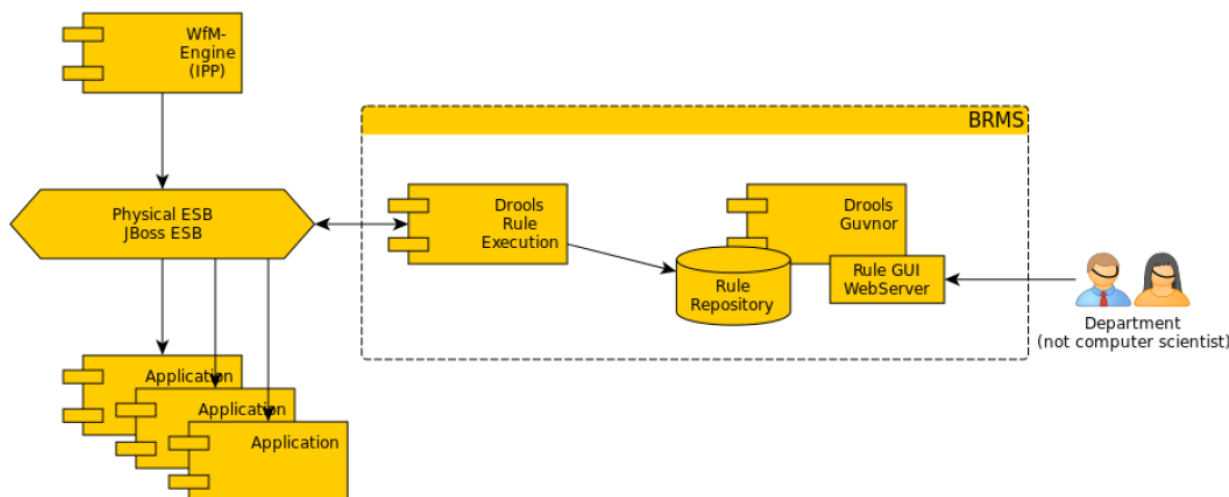 WfM-
Engine
(IPP)
BRMS
Physical ESB
JBoss ESB
Drools
Rule
Execution
Drools
Guvnor
Rule GUI
WebServer
Rule
Repository
Department
(not computer scientist)
Application
Application
Application